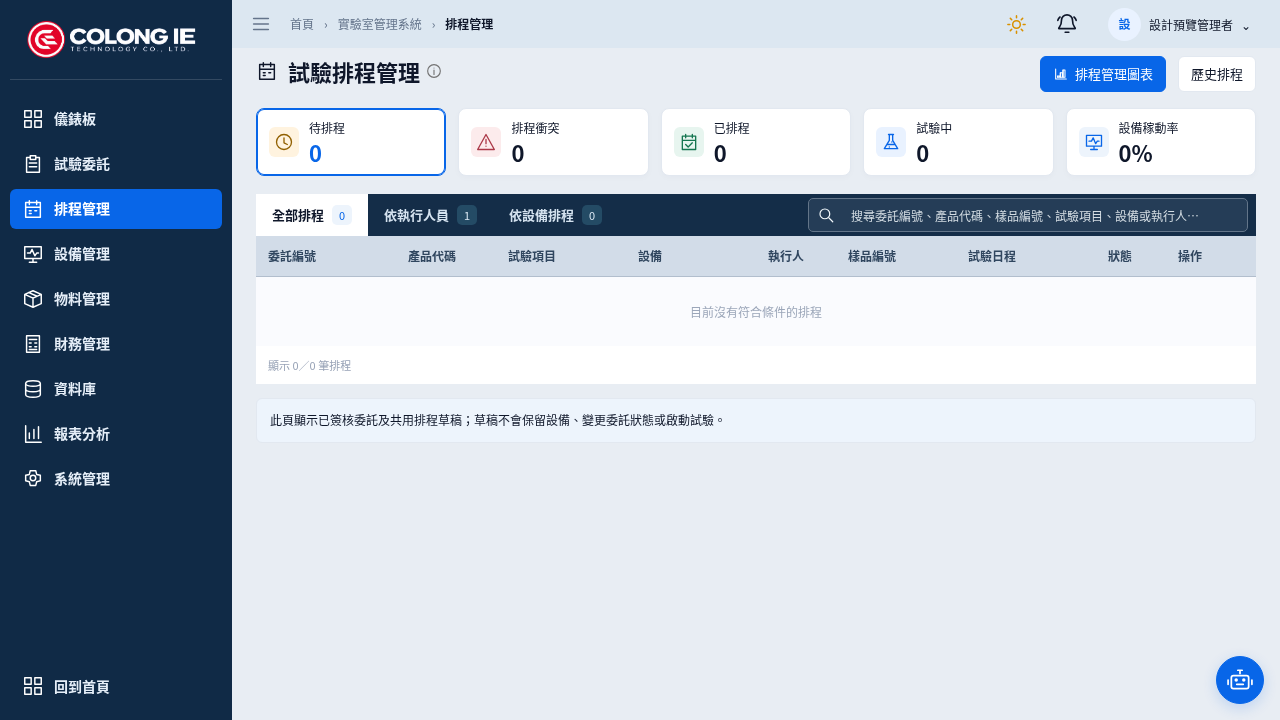 COLONG IE
TECHNOLOGY CO., LTD.
儀錶板
試驗委託
排程管理
設備管理
物料管理
財務管理
資料庫
報表分析
系統管理
回到首頁
首頁 › 實驗室管理系統 › 排程管理
設 設計預覽管理者
試驗排程管理
排程管理圖表
歷史排程
待排程
0
排程衝突
0
已排程
0
試驗中
0
設備稼動率
0%
全部排程 0
依執行人員 1
依設備排程 0
搜尋委託編號、產品代碼、樣品編號、試驗項目、設備或執行人…
委託編號 產品代碼 試驗項目 設備 執行人 樣品編號 試驗日程 狀態 操作
目前沒有符合條件的排程
顯示 0／0 筆排程
此頁顯示已簽核委託及共用排程草稿；草稿不會保留設備、變更委託狀態或啟動試驗。